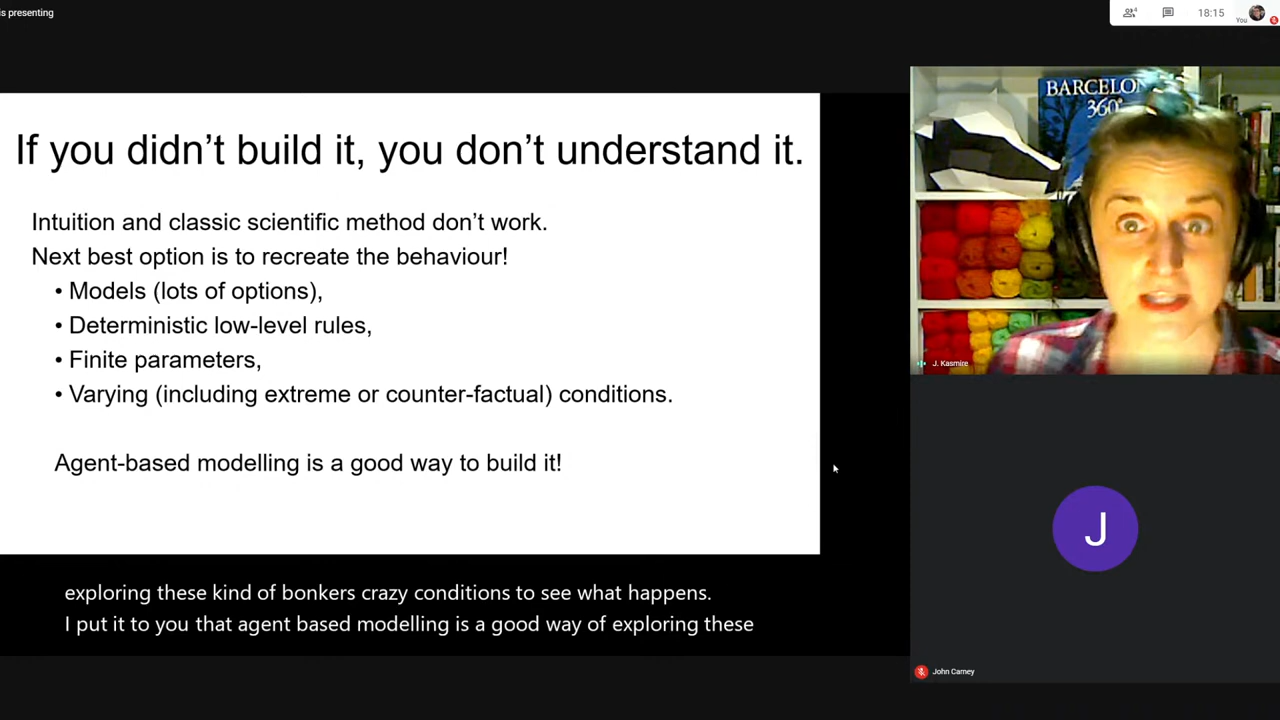 is presenting
4
18:15
You
If you didn't build it, you don't understand it.
Intuition and classic scientific method don't work.
Next best option is to recreate the behaviour!
• Models (lots of options),
• Deterministic low-level rules,
• Finite parameters,
• Varying (including extreme or counter-factual) conditions.
Agent-based modelling is a good way to build it!
exploring these kind of bonkers crazy conditions to see what happens.
I put it to you that agent based modelling is a good way of exploring these
BARCELON
360°
J. Kasmire
J
John Carney